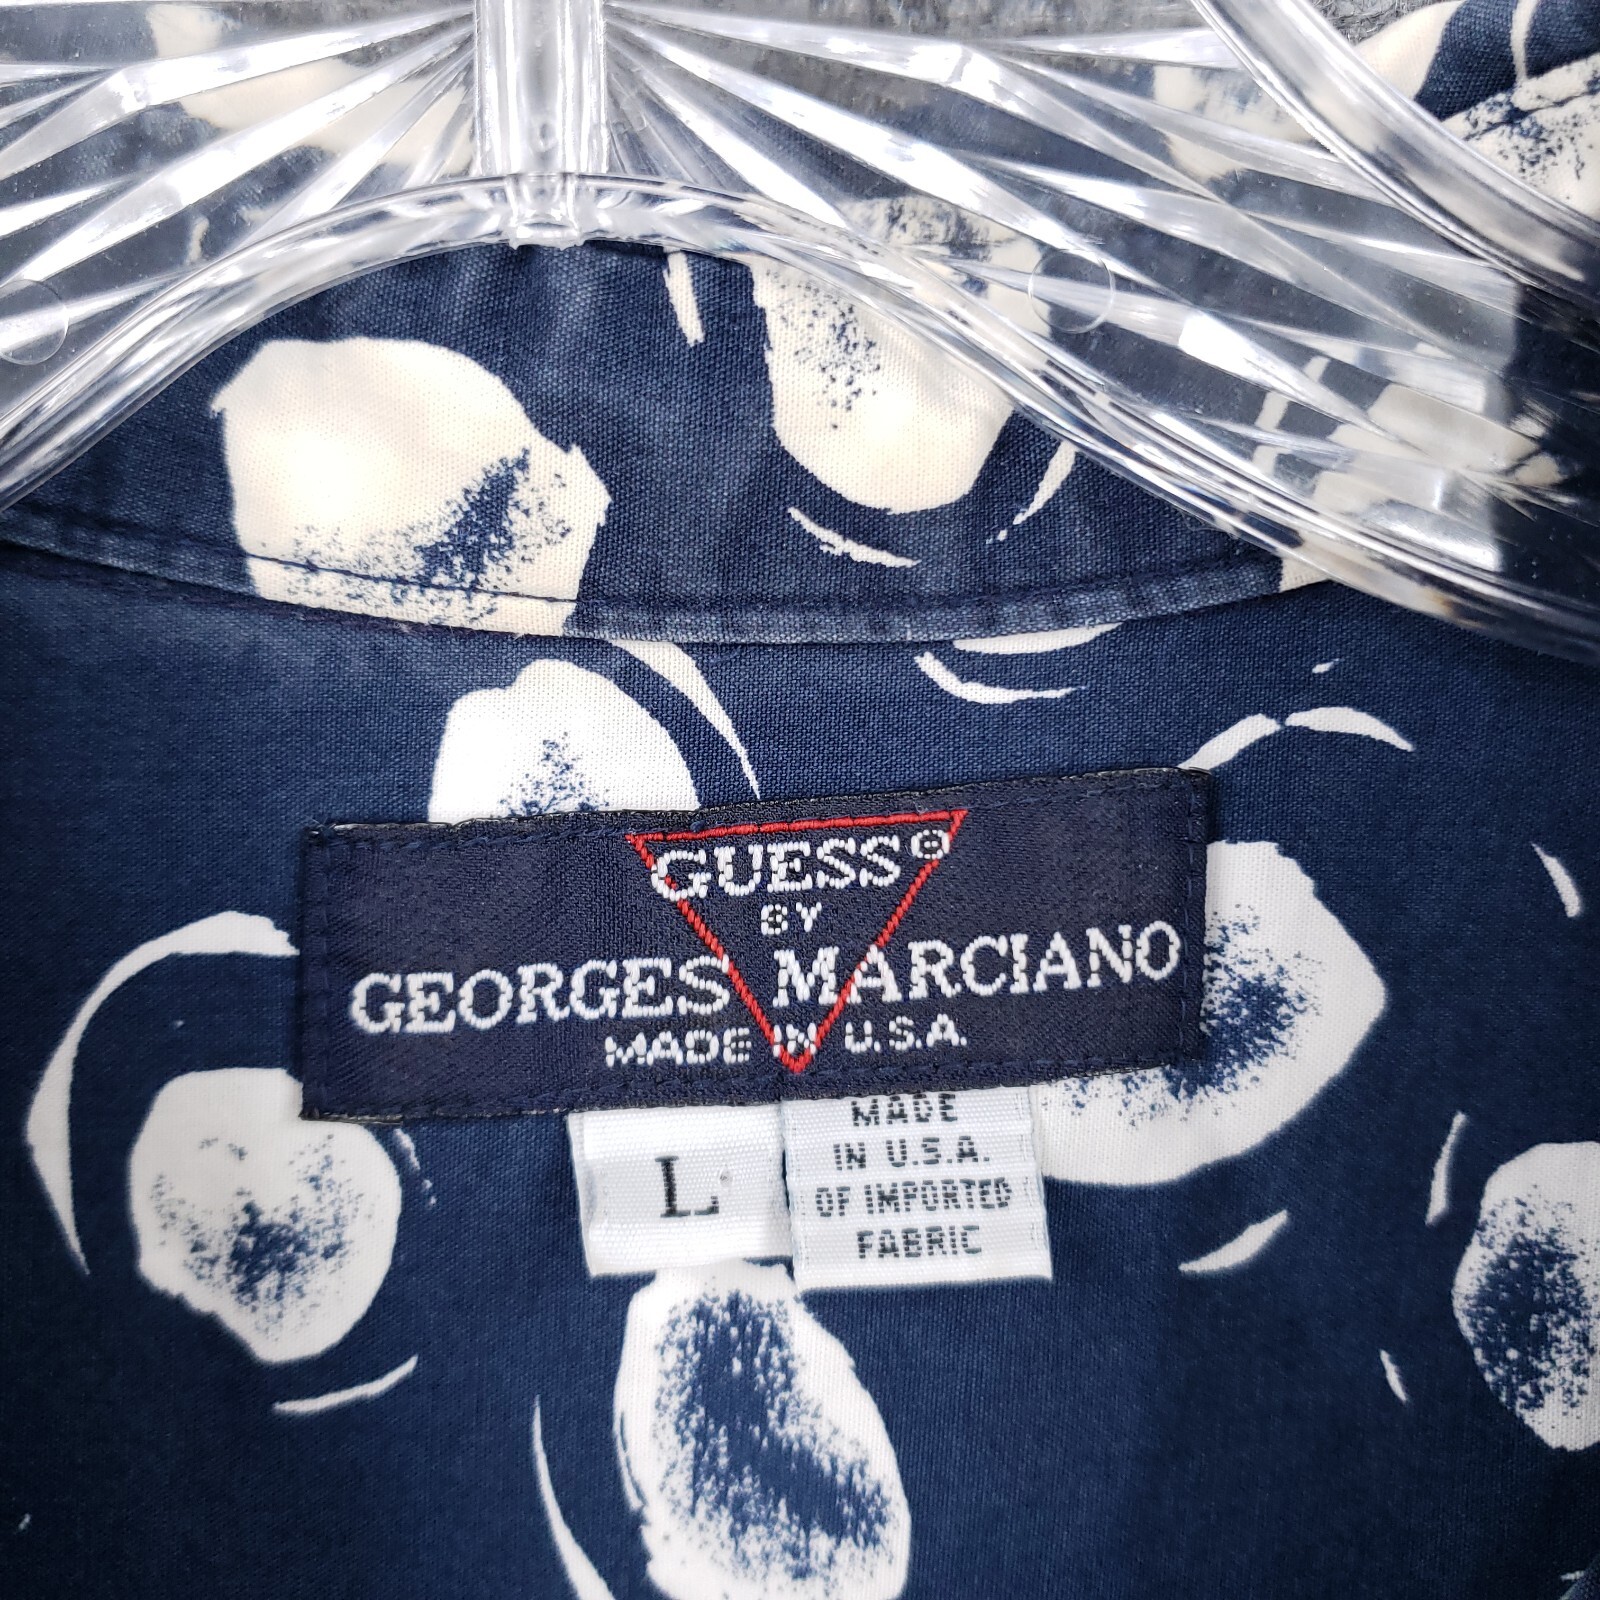 GUESS®
BY
GEORGES MARCIANO
MADE IN U.S.A.
L
MADE
IN U.S.A.
OF IMPORTED
FABRIC